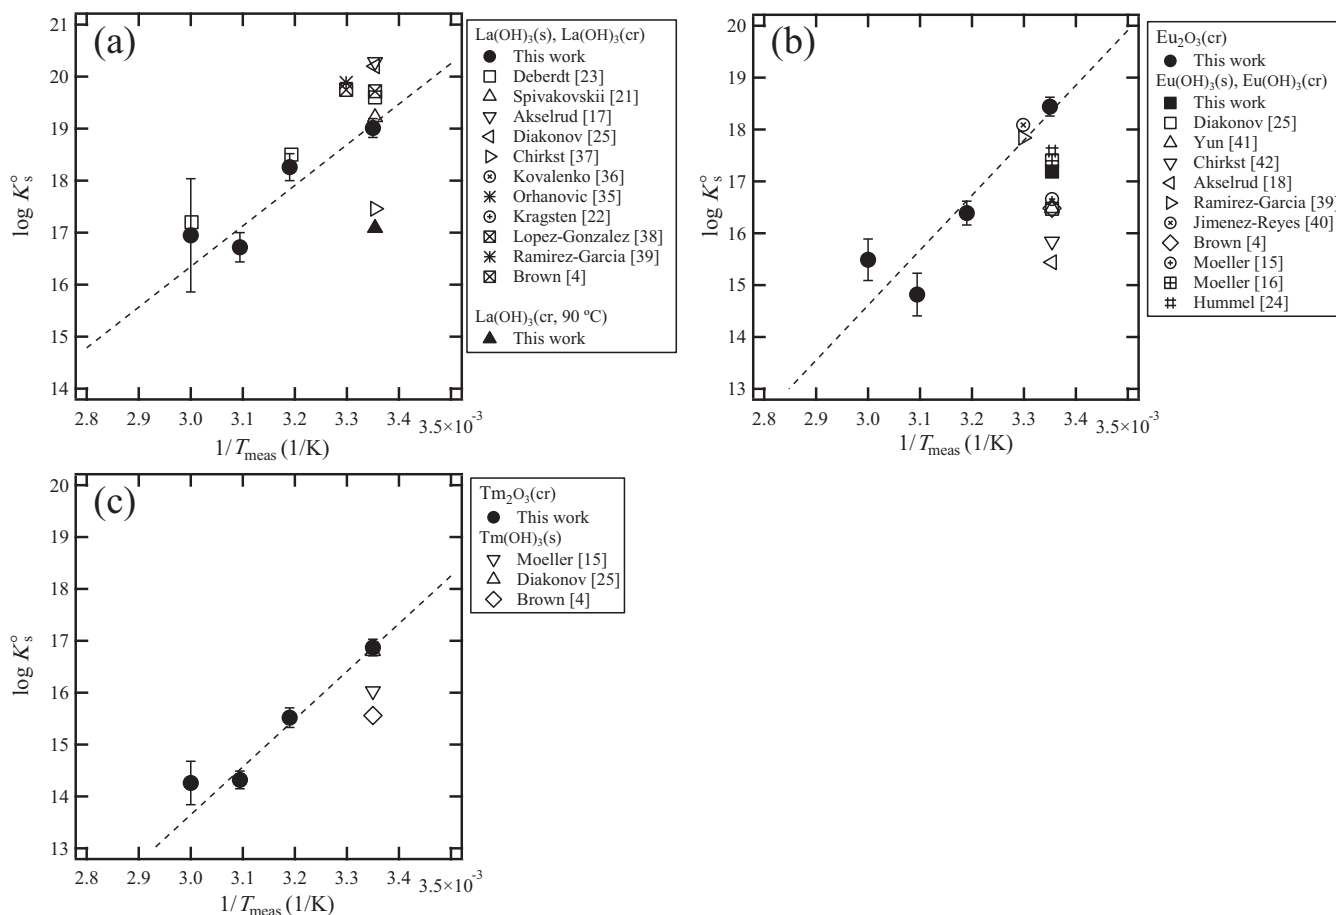 (a)
21
20
19
18
17
16
15
14
log K°s
2.8 2.9 3.0 3.1 3.2 3.3 3.4 3.5×10⁻³
1/Tmeas (1/K)
La(OH)₃(s), La(OH)₃(cr)
This work
Deberdt [23]
Spivakovskii [21]
Akselrud [17]
Diakonov [25]
Chirkst [37]
Kovalenko [36]
Orhanovic [35]
Kragsten [22]
Lopez-Gonzalez [38]
Ramirez-Garcia [39]
Brown [4]
La(OH)₃(cr, 90 ºC)
This work
(b)
20
19
18
17
16
15
14
13
log K°s
2.8 2.9 3.0 3.1 3.2 3.3 3.4 3.5×10⁻³
1/Tmeas (1/K)
Eu₂O₃(cr)
This work
Eu(OH)₃(s), Eu(OH)₃(cr)
This work
Diakonov [25]
Yun [41]
Chirkst [42]
Akselrud [18]
Ramirez-Garcia [39]
Jimenez-Reyes [40]
Brown [4]
Moeller [15]
Moeller [16]
Hummel [24]
(c)
20
19
18
17
16
15
14
13
log K°s
2.8 2.9 3.0 3.1 3.2 3.3 3.4 3.5×10⁻³
1/Tmeas (1/K)
Tm₂O₃(cr)
This work
Tm(OH)₃(s)
Moeller [15]
Diakonov [25]
Brown [4]